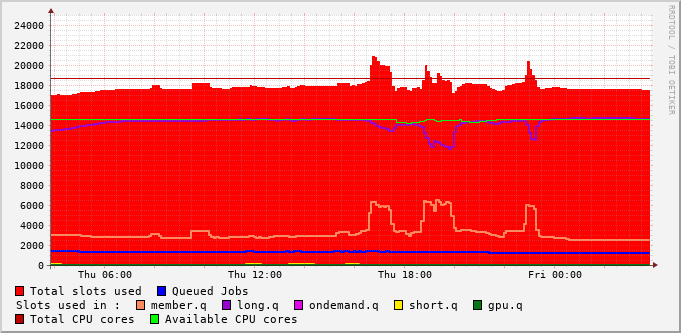 RRDTOOL / TOBI OETIKER
24000
22000
20000
18000
16000
14000
12000
10000
8000
6000
4000
2000
0
Thu 06:00 Thu 12:00 Thu 18:00 Fri 00:00
Total slots used Queued Jobs
Slots used in : member.q long.q ondemand.q short.q gpu.q
Total CPU cores Available CPU cores